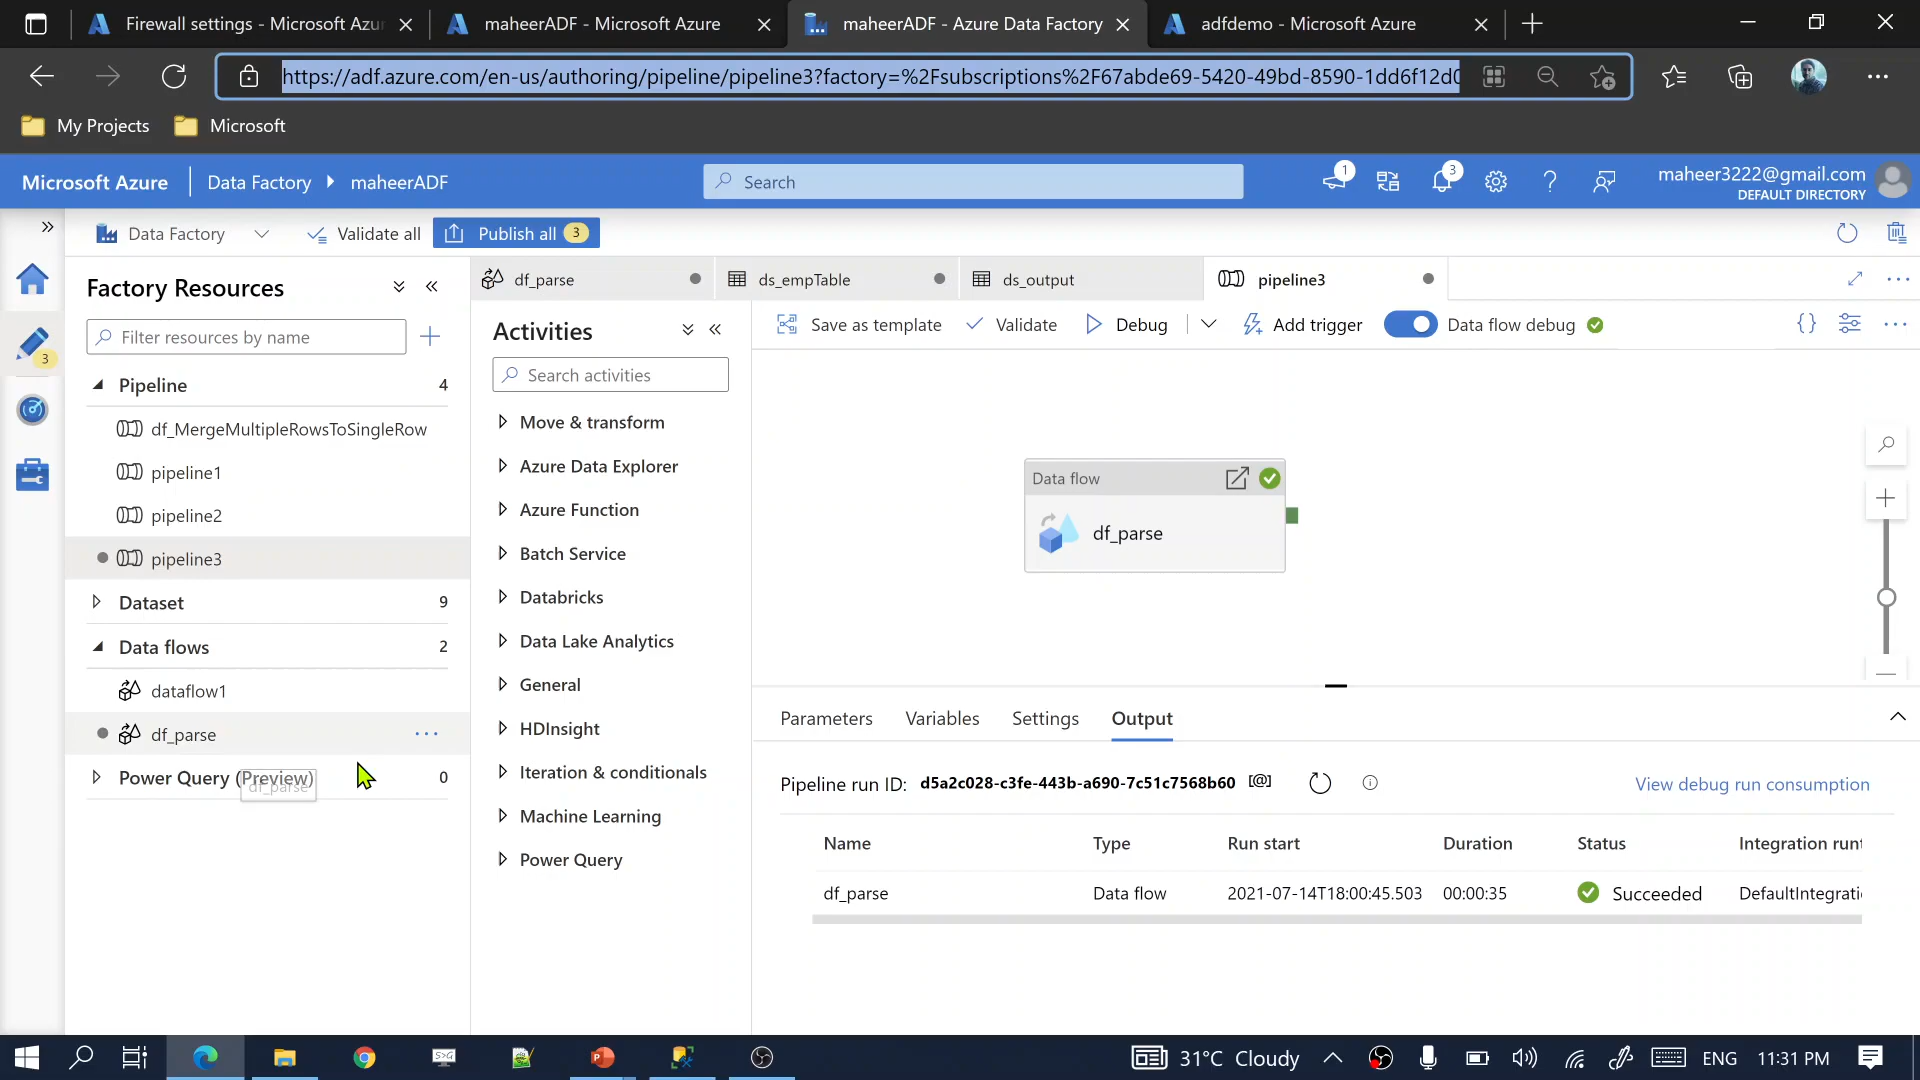 Firewall settings - Microsoft Azur
maheerADF - Microsoft Azure
maheerADF - Azure Data Factory
adfdemo - Microsoft Azure
https://adf.azure.com/en-us/authoring/pipeline/pipeline3?factory=%2Fsubscriptions%2F67abde69-5420-49bd-8590-1dd6f12d0
My Projects
Microsoft
Microsoft Azure
Data Factory
maheerADF
Search
1
3
maheer3222@gmail.com
DEFAULT DIRECTORY
Data Factory
Validate all
Publish all
3
3
Factory Resources
Filter resources by name
Pipeline 4
df_MergeMultipleRowsToSingleRow
pipeline1
pipeline2
pipeline3
Dataset 9
Data flows 2
dataflow1
df_parse
Power Query (Preview) 0
df_parse
df_parse
ds_empTable
ds_output
pipeline3
Activities
Search activities
Move & transform
Azure Data Explorer
Azure Function
Batch Service
Databricks
Data Lake Analytics
General
HDInsight
Iteration & conditionals
Machine Learning
Power Query
Save as template
Validate
Debug
Add trigger
Data flow debug
Data flow
df_parse
Parameters
Variables
Settings
Output
Pipeline run ID: d5a2c028-c3fe-443b-a690-7c51c7568b60
View debug run consumption
Name Type Run start Duration Status Integration runt
df_parse Data flow 2021-07-14T18:00:45.503 00:00:35 Succeeded DefaultIntegratio
31°C Cloudy
ENG
11:31 PM